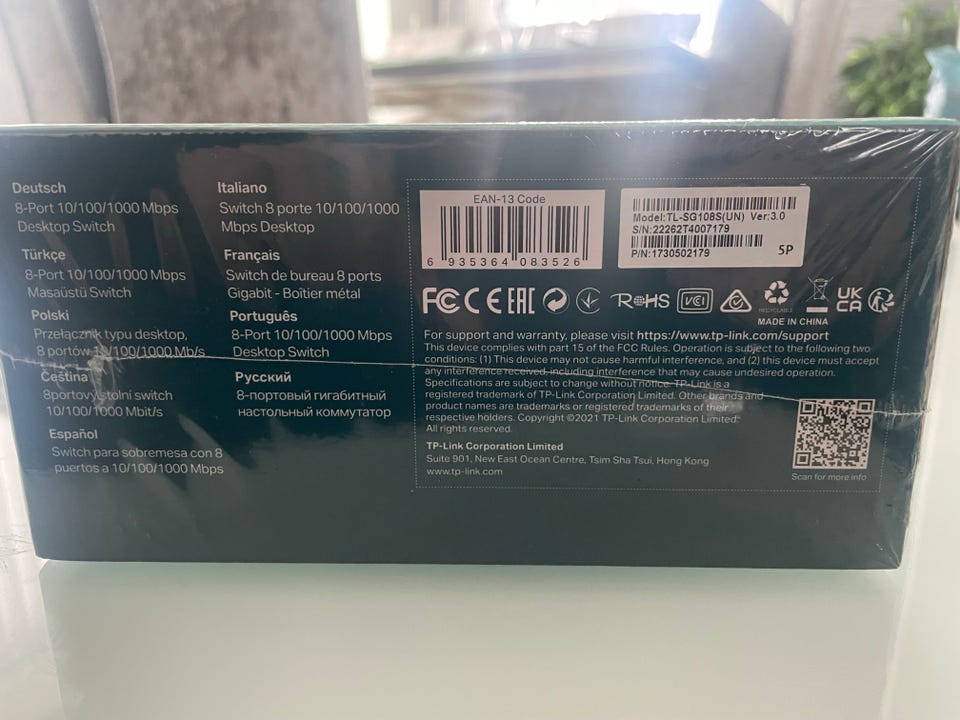 Deutsch
8-Port 10/100/1000 Mbps
Desktop Switch
Türkçe
8-Port 10/100/1000 Mbps
Masaüstü Switch
Polski
Przełącznik typu desktop,
8 portów 10/100/1000 Mb/s
Čeština
8portový stolní switch
10/100/1000 Mbit/s
Español
Switch para sobremesa con 8
puertos a 10/100/1000 Mbps
Italiano
Switch 8 porte 10/100/1000
Mbps Desktop
Français
Switch de bureau 8 ports
Gigabit - Boîtier métal
Português
8-Port 10/100/1000 Mbps
Desktop Switch
Русский
8-портовый гигабитный
настольный коммутатор
EAN-13 Code
6 935364 083526
Model:TL-SG108S(UN) Ver:3.0
S/N:22262T4007179
P/N:1730502179
5P
FC CE EAC RoHS VCI UK CA
RECYCLABLE
MADE IN CHINA
For support and warranty, please visit https://www.tp-link.com/support
This device complies with part 15 of the FCC Rules. Operation is subject to the following two
conditions: (1) This device may not cause harmful interference, and (2) this device must accept
any interference received, including interference that may cause undesired operation.
Specifications are subject to change without notice. TP-Link is a
registered trademark of TP-Link Corporation Limited. Other brands and
product names are trademarks or registered trademarks of their
respective holders. Copyright ©2021 TP-Link Corporation Limited.
All rights reserved.
TP-Link Corporation Limited
Suite 901, New East Ocean Centre, Tsim Sha Tsui, Hong Kong
www.tp-link.com
Scan for more info